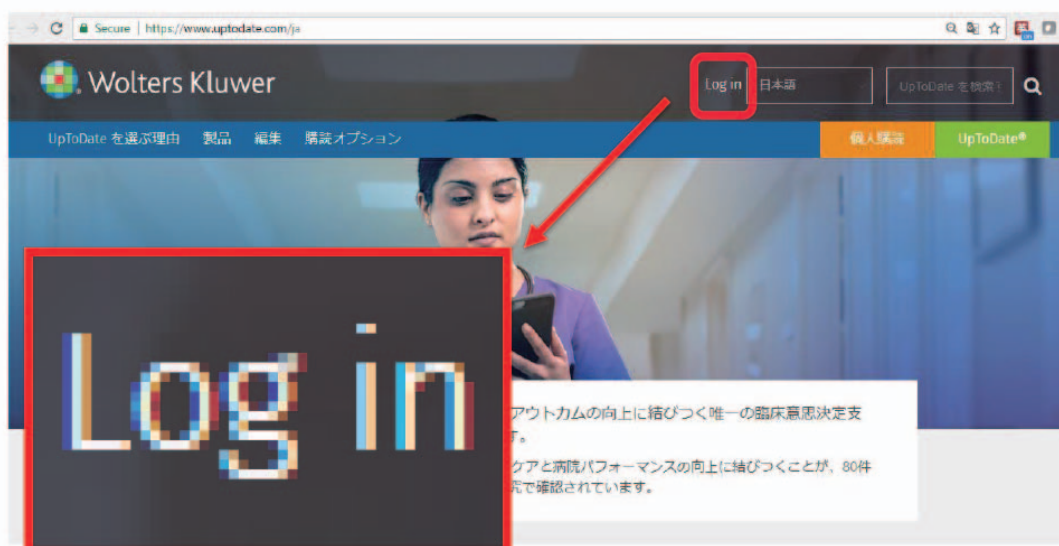 Secure | https://www.uptodate.com/ja
Wolters Kluwer
Log in
日本語
UpToDate を検索
UpToDate を選ぶ理由 製品 編集 購読オプション
個人購読
UpToDate®
Log in
アウトカムの向上に結びつく唯一の臨床意思決定支
す。
ケアと病院パフォーマンスの向上に結びつくことが、80件
究で確認されています。